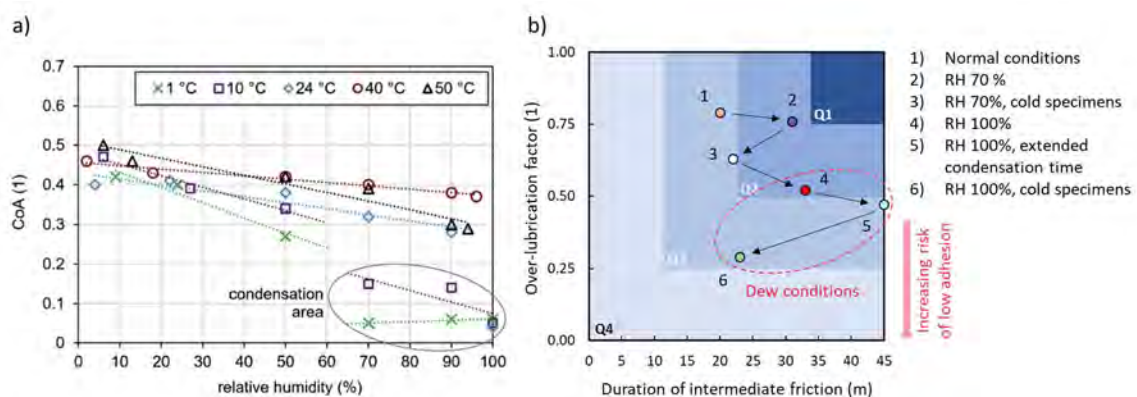 a)
CoA (1)
0.7
0.6
0.5
0.4
0.3
0.2
0.1
0
× 1 °C □ 10 °C ◇ 24 °C ○ 40 °C △ 50 °C
condensation
area
0 10 20 30 40 50 60 70 80 90 100
relative humidity (%)
b)
Over-lubrication factor (1)
1.00
0.75
0.50
0.25
0.00
1
2
3
4
5
6
Q1
Q2
Q3
Q4
Dew conditions
0 5 10 15 20 25 30 35 40 45
Duration of intermediate friction (m)
1) Normal conditions
2) RH 70 %
3) RH 70%, cold specimens
4) RH 100%
5) RH 100%, extended
condensation time
6) RH 100%, cold specimens
Increasing risk
of low adhesion